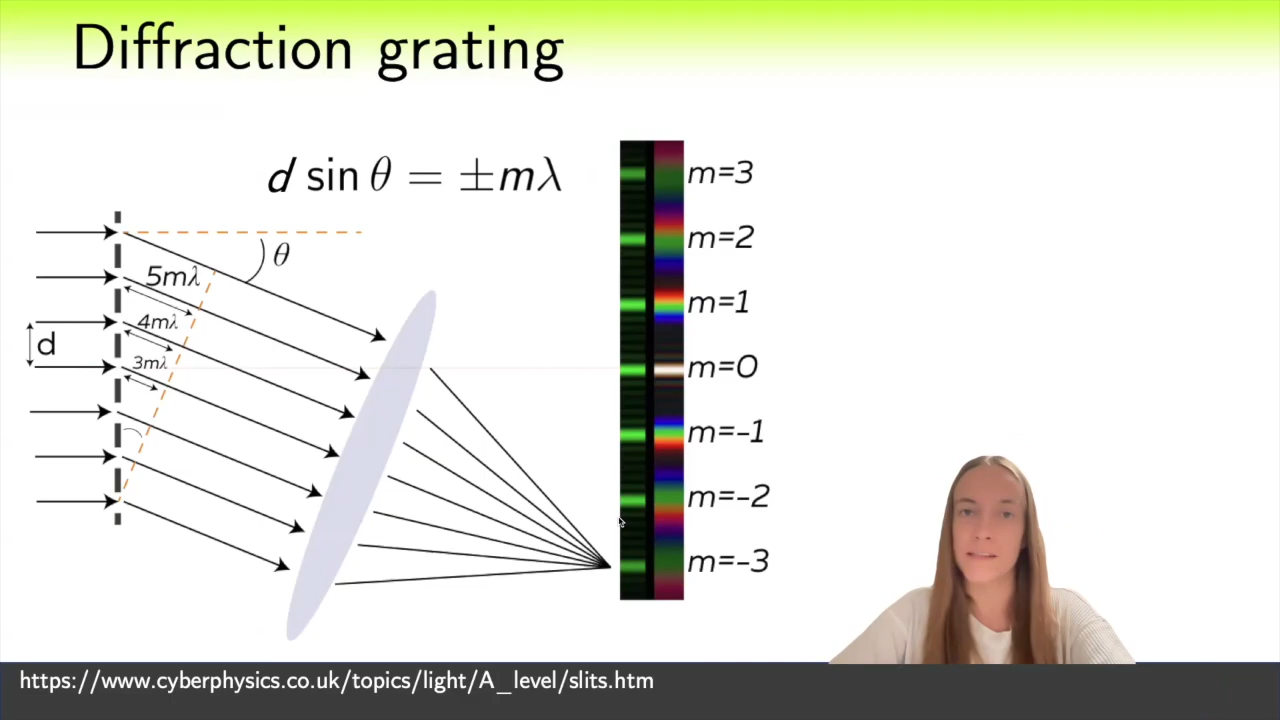 Diffraction grating
d sin θ = ±mλ
θ
5mλ
4mλ
3mλ
d
m=3
m=2
m=1
m=0
m=-1
m=-2
m=-3
https://www.cyberphysics.co.uk/topics/light/A_level/slits.htm